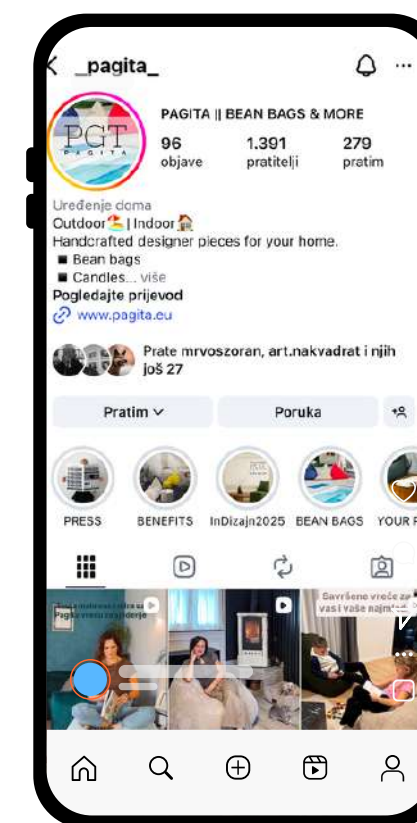 _pagita_
PGT
PAGITA
PAGITA || BEAN BAGS & MORE
96 1.391 279
objave pratitelji pratim
Uređenje doma
Outdoor🏖️| Indoor🏠
Handcrafted designer pieces for your home.
◾ Bean bags
◾ Candles... više
Pogledajte prijevod
www.pagita.eu
Prate mrvoszoran, art.nakvadrat i njih
još 27
Pratim Poruka
PRESS BENEFITS InDizajn2025 BEAN BAGS YOUR
Savršene vreće za
vas i vaše